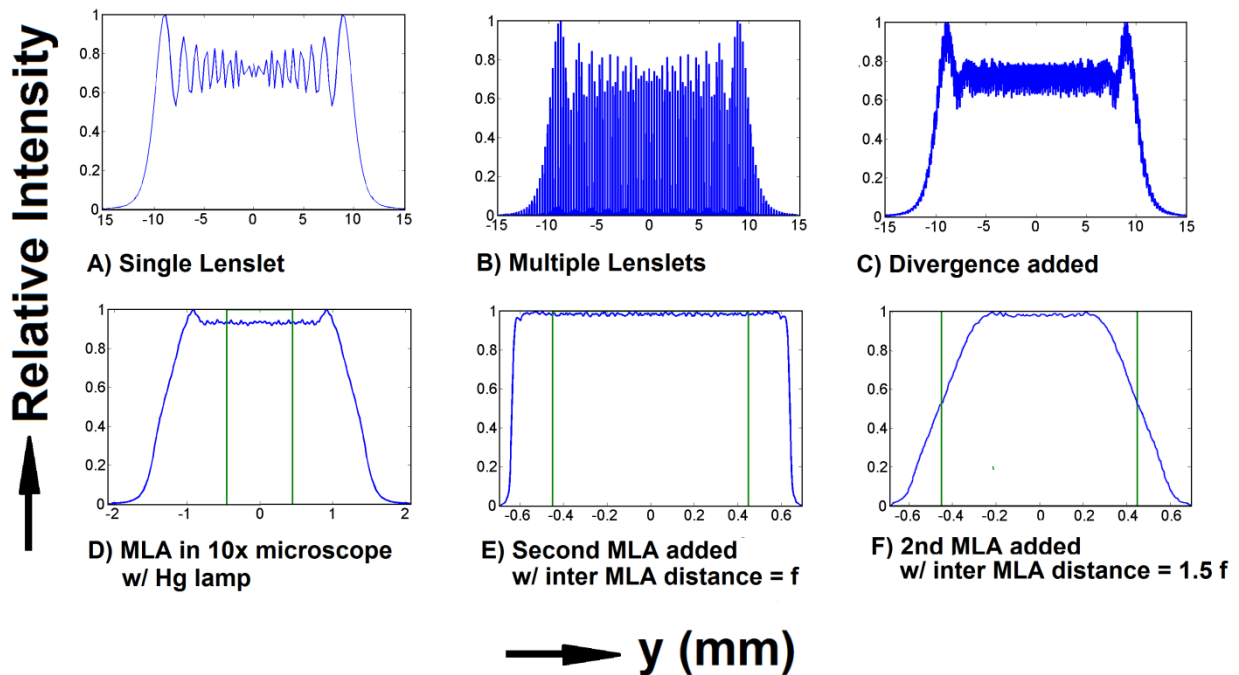 Relative Intensity
1
0.8
0.6
0.4
0.2
0
15 -10 -5 0 5 10 15
A) Single Lenslet
1
0.8
0.6
0.4
0.2
0
-15 -10 -5 0 5 10 15
B) Multiple Lenslets
1
0.8
0.6
0.4
0.2
0
-15 -10 -5 0 5 10 15
C) Divergence added
1
0.8
0.6
0.4
0.2
0
-2 -1 0 1 2
D) MLA in 10x microscope
w/ Hg lamp
1
0.8
0.6
0.4
0.2
0
-0.6 -0.4 -0.2 0 0.2 0.4 0.6
E) Second MLA added
w/ inter MLA distance = f
1
0.8
0.6
0.4
0.2
0
-0.6 -0.4 -0.2 0 0.2 0.4 0.6
F) 2nd MLA added
w/ inter MLA distance = 1.5 f
y (mm)